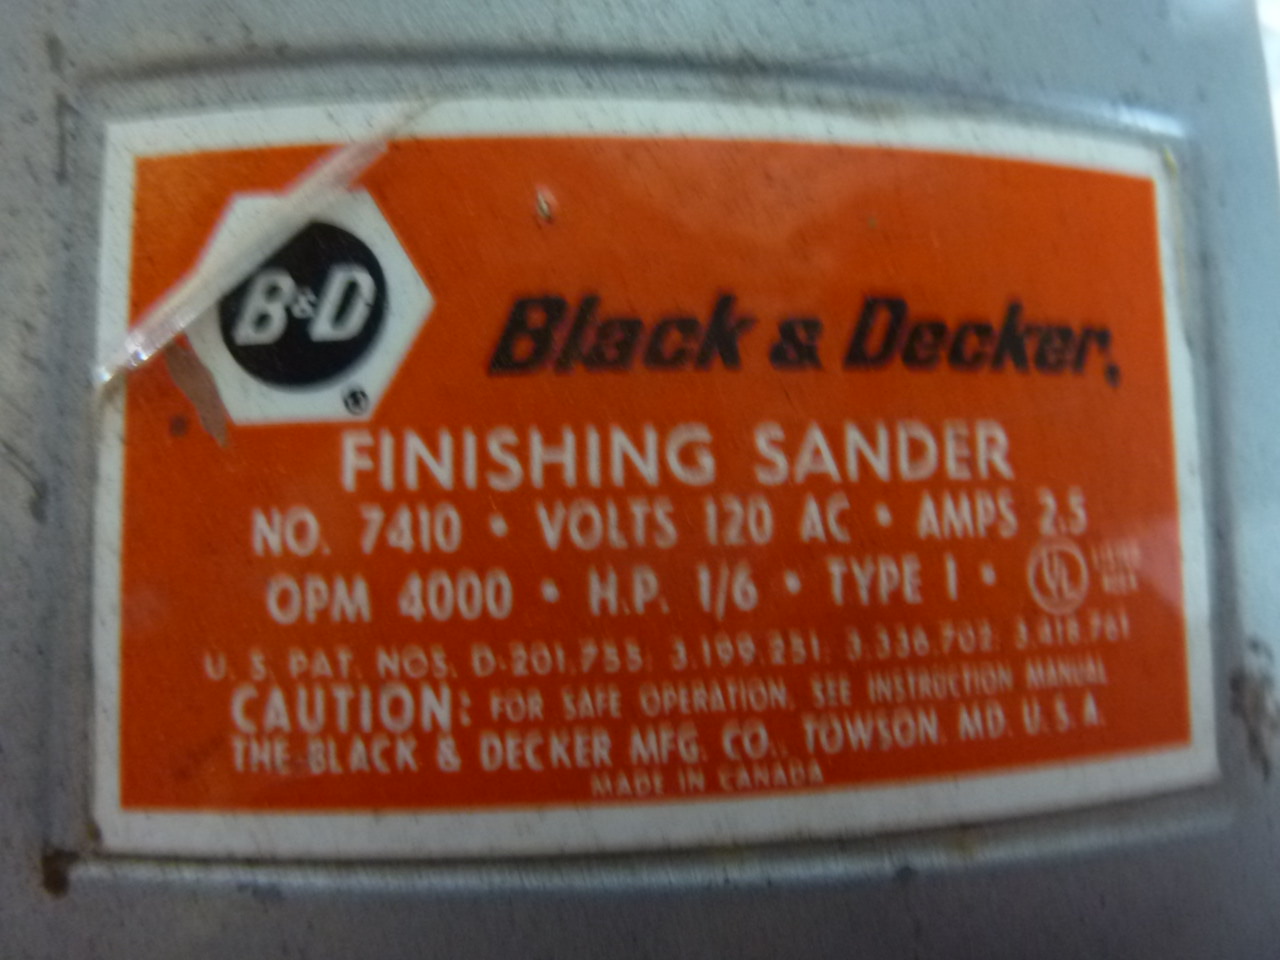 B&D
Black & Decker.
FINISHING SANDER
NO. 7410 • VOLTS 120 AC • AMPS 2.5
OPM 4000 • H.P. 1/6 • TYPE 1 • UL
U. S. PAT. NOS. D-201,755; 3,199,251; 3,336,702; 3,418,761
CAUTION: FOR SAFE OPERATION, SEE INSTRUCTION MANUAL
THE BLACK & DECKER MFG. CO., TOWSON, MD. U.S.A.
MADE IN CANADA